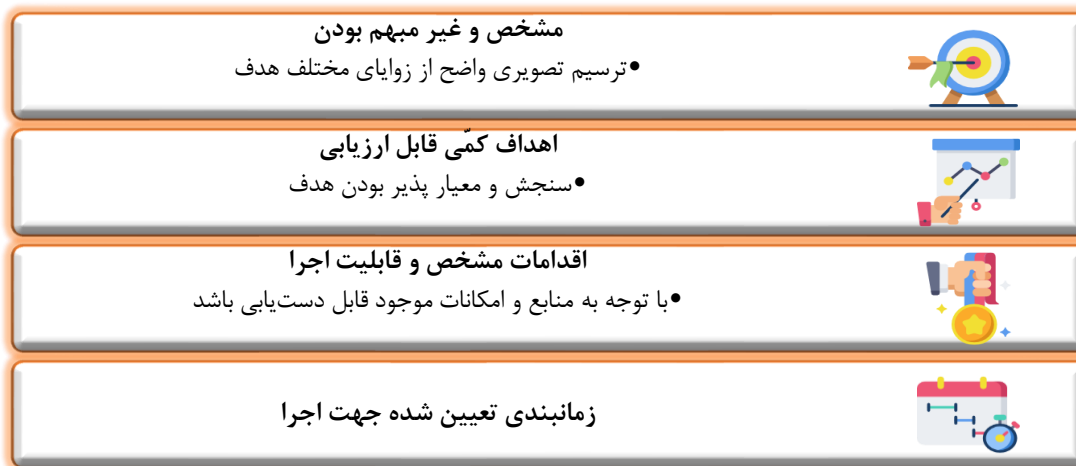 مشخص و غیر مبهم بودن
•ترسیم تصویری واضح از زوایای مختلف هدف
اهداف کمّی قابل ارزیابی
•سنجش و معیار پذیر بودن هدف
اقدامات مشخص و قابلیت اجرا
•با توجه به منابع و امکانات موجود قابل دست‌یابی باشد
زمانبندی تعیین شده جهت اجرا